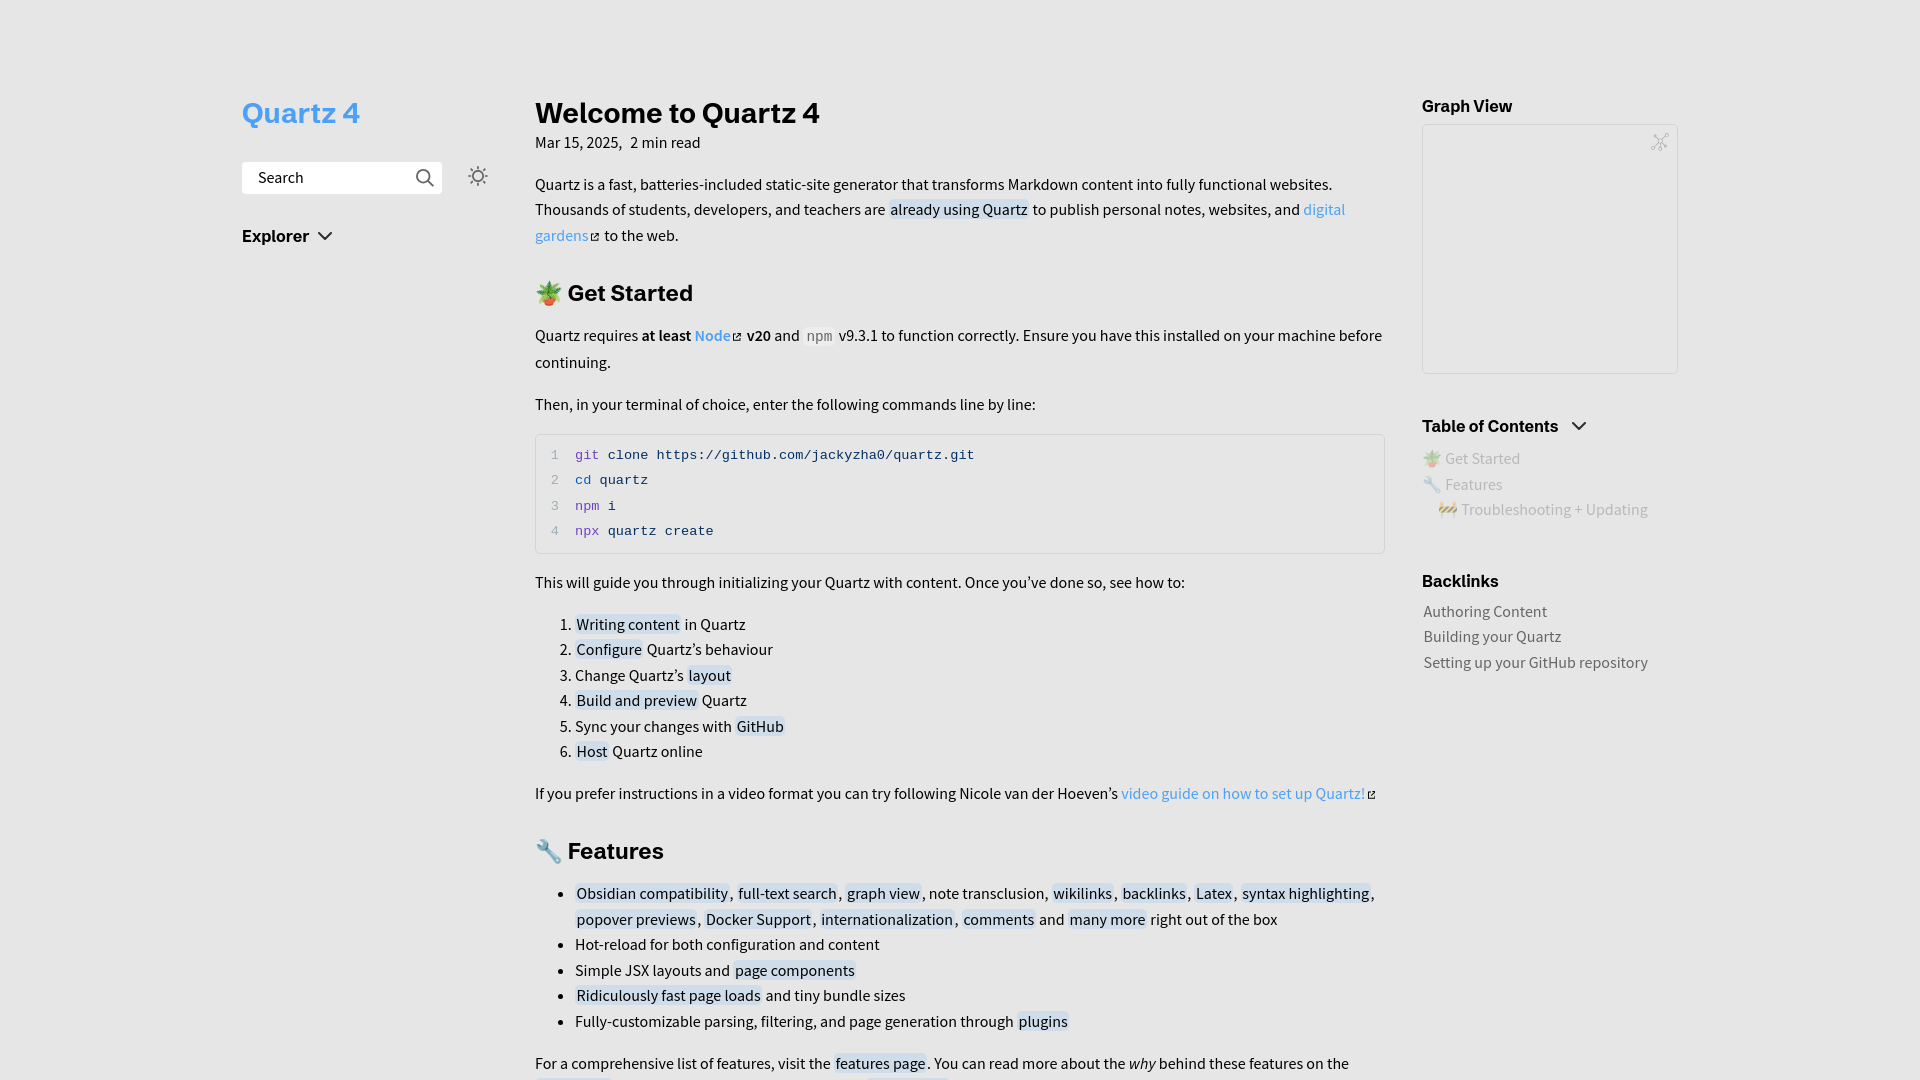 Quartz 4
Search
Explorer
Welcome to Quartz 4
Mar 15, 2025, 2 min read
Quartz is a fast, batteries-included static-site generator that transforms Markdown content into fully functional websites.
Thousands of students, developers, and teachers are already using Quartz to publish personal notes, websites, and digital
gardens to the web.
🪴 Get Started
Quartz requires at least Node v20 and npm v9.3.1 to function correctly. Ensure you have this installed on your machine before
continuing.
Then, in your terminal of choice, enter the following commands line by line:
1 git clone https://github.com/jackyzha0/quartz.git
2 cd quartz
3 npm i
4 npx quartz create
This will guide you through initializing your Quartz with content. Once you’ve done so, see how to:
1. Writing content in Quartz
2. Configure Quartz’s behaviour
3. Change Quartz’s layout
4. Build and preview Quartz
5. Sync your changes with GitHub
6. Host Quartz online
If you prefer instructions in a video format you can try following Nicole van der Hoeven’s video guide on how to set up Quartz!
🔧 Features
• Obsidian compatibility, full-text search, graph view, note transclusion, wikilinks, backlinks, Latex, syntax highlighting,
popover previews, Docker Support, internationalization, comments and many more right out of the box
• Hot-reload for both configuration and content
• Simple JSX layouts and page components
• Ridiculously fast page loads and tiny bundle sizes
• Fully-customizable parsing, filtering, and page generation through plugins
For a comprehensive list of features, visit the features page. You can read more about the why behind these features on the
Graph View
Table of Contents
🪴 Get Started
🔧 Features
🚧 Troubleshooting + Updating
Backlinks
Authoring Content
Building your Quartz
Setting up your GitHub repository